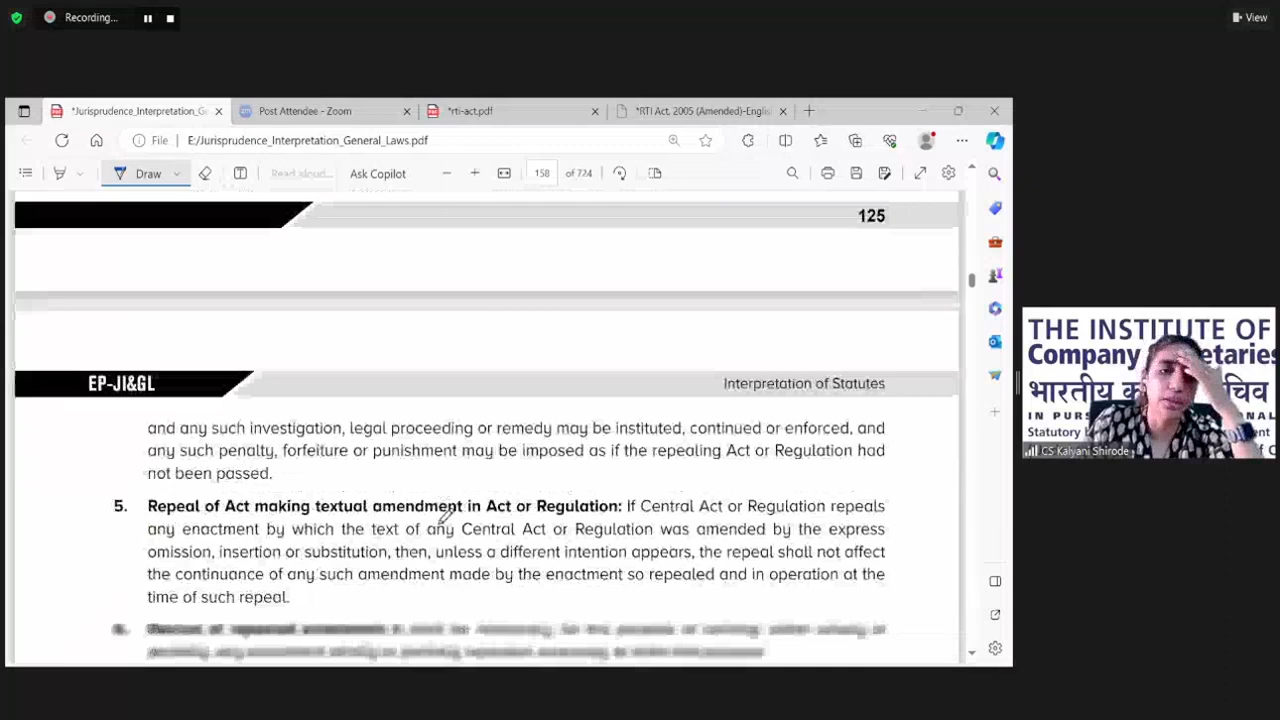 Recording...
View
*Jurisprudence_Interpretation_Ge
Post Attendee - Zoom
*rti-act.pdf
*RTI Act, 2005 (Amended)-Englis
File
E:/Jurisprudence_Interpretation_General_Laws.pdf
Draw
Read aloud...
Ask Copilot
158
of 724
125
EP-JI&GL
Interpretation of Statutes
and any such investigation, legal proceeding or remedy may be instituted, continued or enforced, and
any such penalty, forfeiture or punishment may be imposed as if the repealing Act or Regulation had
not been passed.
5. Repeal of Act making textual amendment in Act or Regulation: If Central Act or Regulation repeals
any enactment by which the text of any Central Act or Regulation was amended by the express
omission, insertion or substitution, then, unless a different intention appears, the repeal shall not affect
the continuance of any such amendment made by the enactment so repealed and in operation at the
time of such repeal.
THE INSTITUTE OF
Company
भारतीय
IN PURS
Statutory
CS Kalyani Shirode